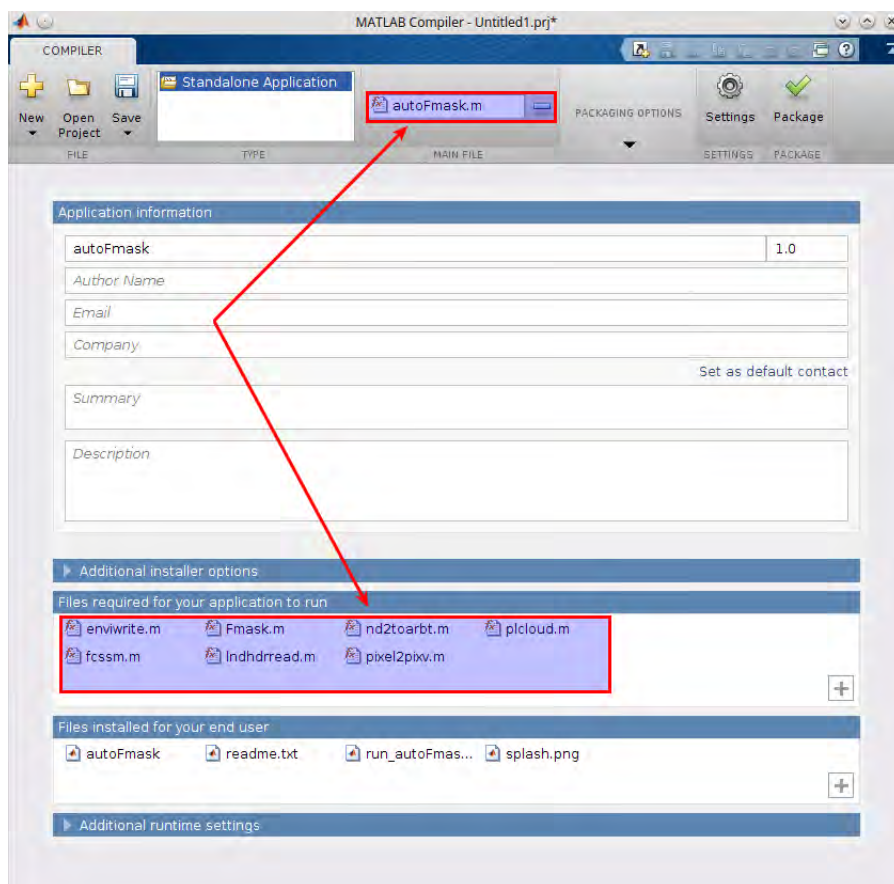 MATLAB Compiler - Untitled1.prj*
COMPILER
New
Open Project
Save
Standalone Application
autoFmask.m
PACKAGING OPTIONS
Settings
Package
FILE
TYPE
MAIN FILE
SETTINGS
PACKAGE
Application information
autoFmask 1.0
Author Name
Email
Company
Set as default contact
Summary
Description
Additional installer options
Files required for your application to run
enviwrite.m Fmask.m nd2toarbt.m plcloud.m
fcssm.m lndhdrread.m pixel2pixv.m
Files installed for your end user
autoFmask readme.txt run_autoFmas... splash.png
Additional runtime settings